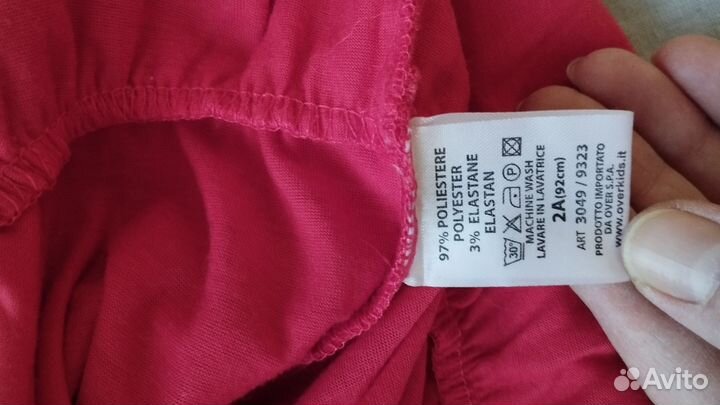 97% POLIESTERE
POLYESTER
3% ELASTANE
ELASTAN
30°
P
MACHINE WASH
LAVARE IN LAVATRICE
2A(92cm)
ART 3049 / 9323
PRODOTTO IMPORTATO
DA OVER S.P.A.
www.overkids.it
Avito